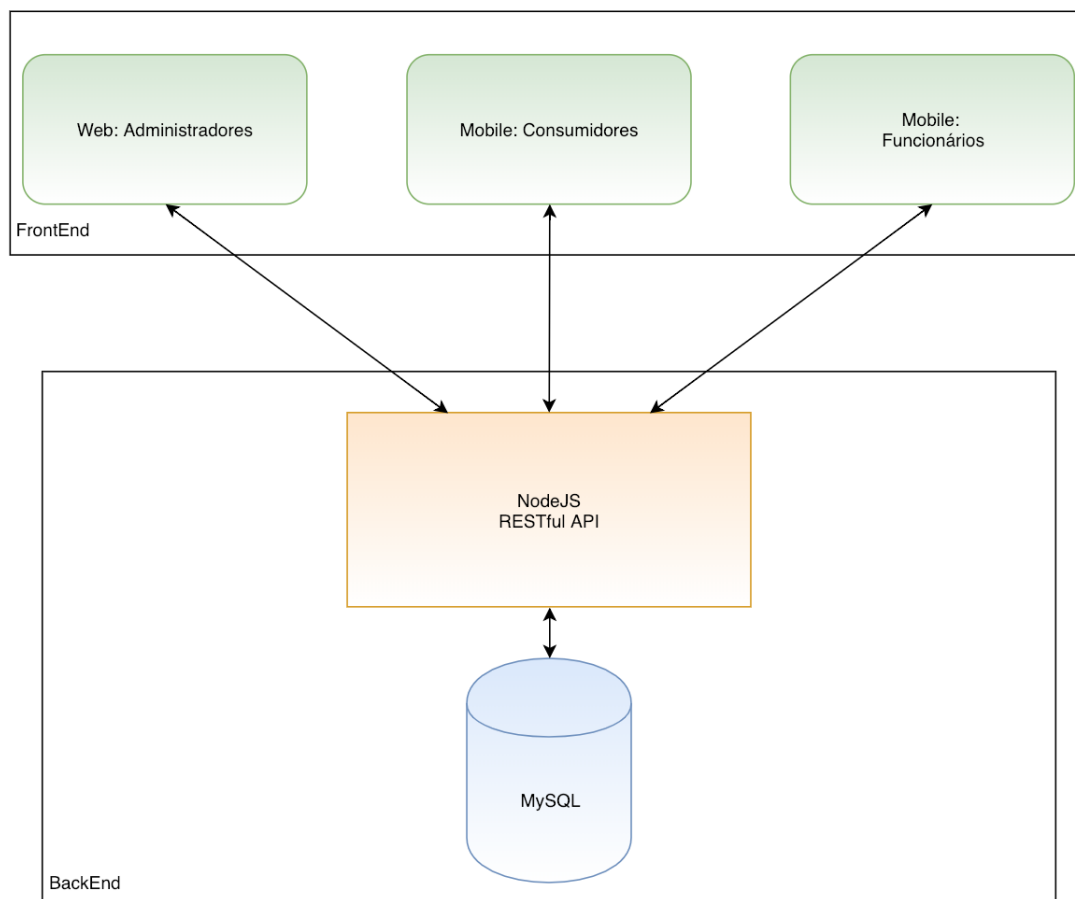 Web: Administradores
Mobile: Consumidores
Mobile:
Funcionários
FrontEnd
NodeJS
RESTful API
MySQL
BackEnd